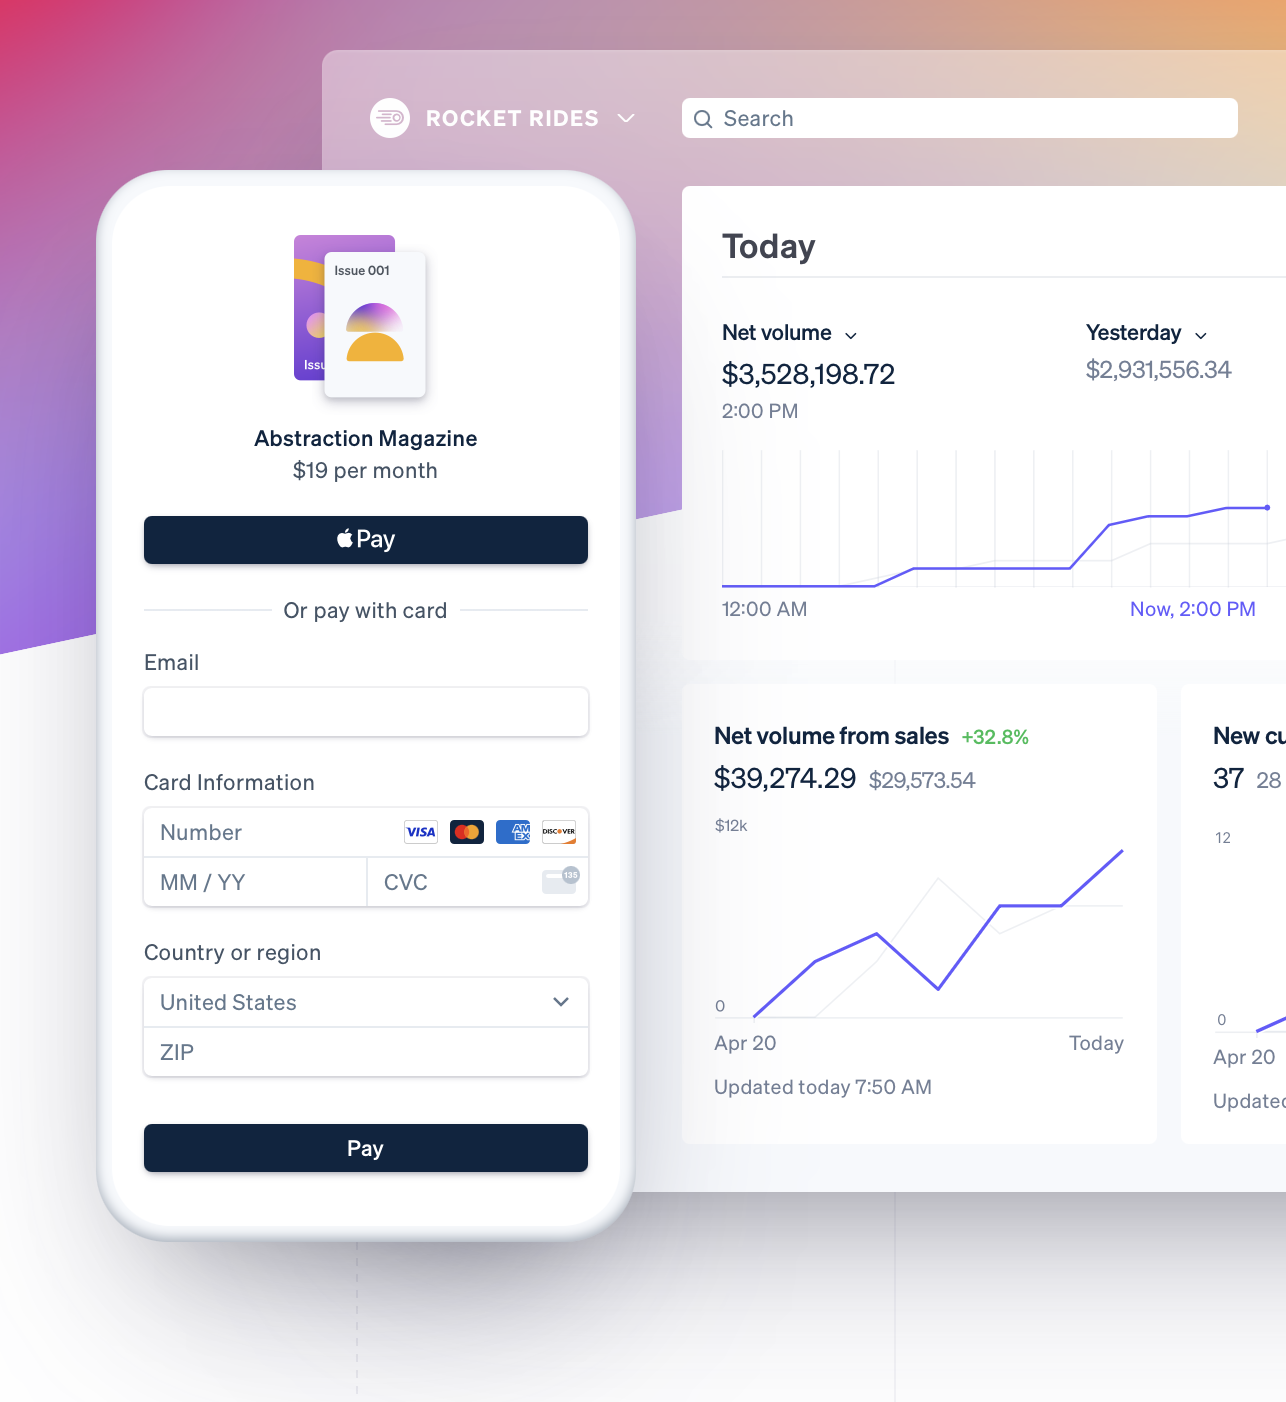 ROCKET RIDES
Search
Issue 001
Issu
Abstraction Magazine
$19 per month
Pay
Or pay with card
Email
Card Information
Number
VISA
AM
EX
DISCOVER
MM / YY
CVC
135
Country or region
United States
ZIP
Pay
Today
Net volume
$3,528,198.72
2:00 PM
Yesterday
$2,931,556.34
12:00 AM
Now, 2:00 PM
Net volume from sales +32.8%
$39,274.29 $29,573.54
$12k
0
Apr 20
Today
Updated today 7:50 AM
New cu
37 28
12
0
Apr 20
Updated